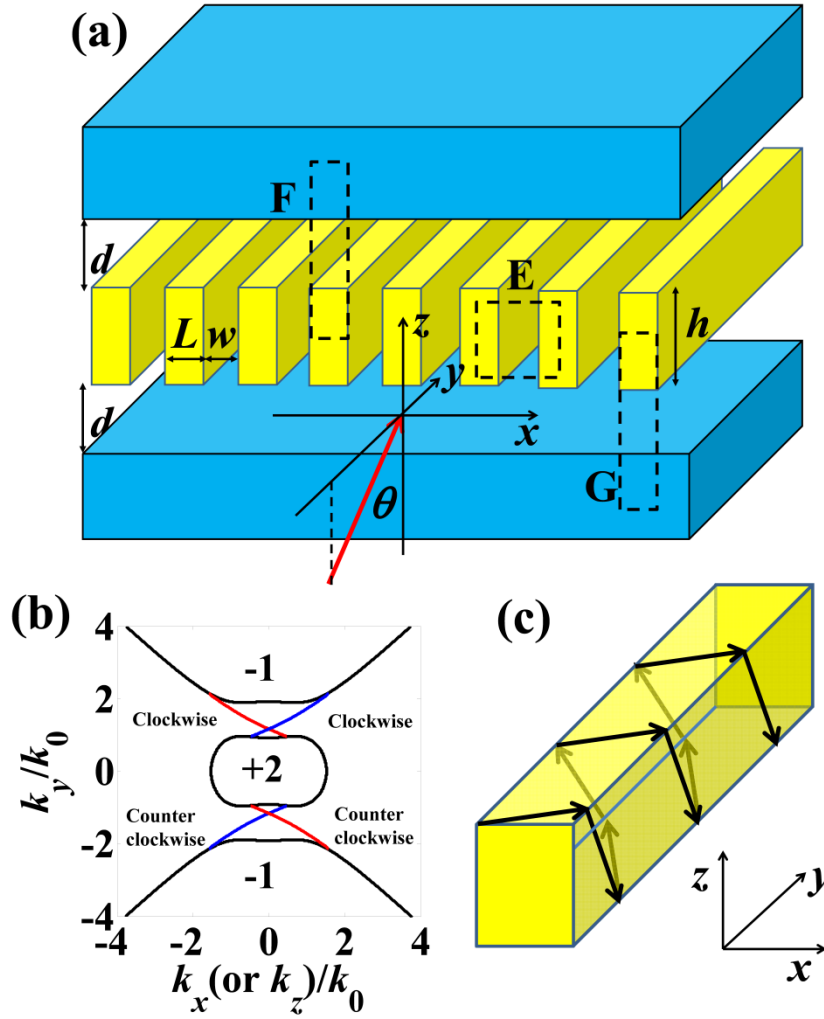 (a)
F
d
E
z
h
L w
y
d
x
G
θ
(b)
(c)
4
-1
2
Clockwise Clockwise
k_y/k_0
0
+2
Counter clockwise
Counter clockwise
-2
-1
-4
-4 -2 0 2 4
k_x(or k_z)/k_0
z
y
x